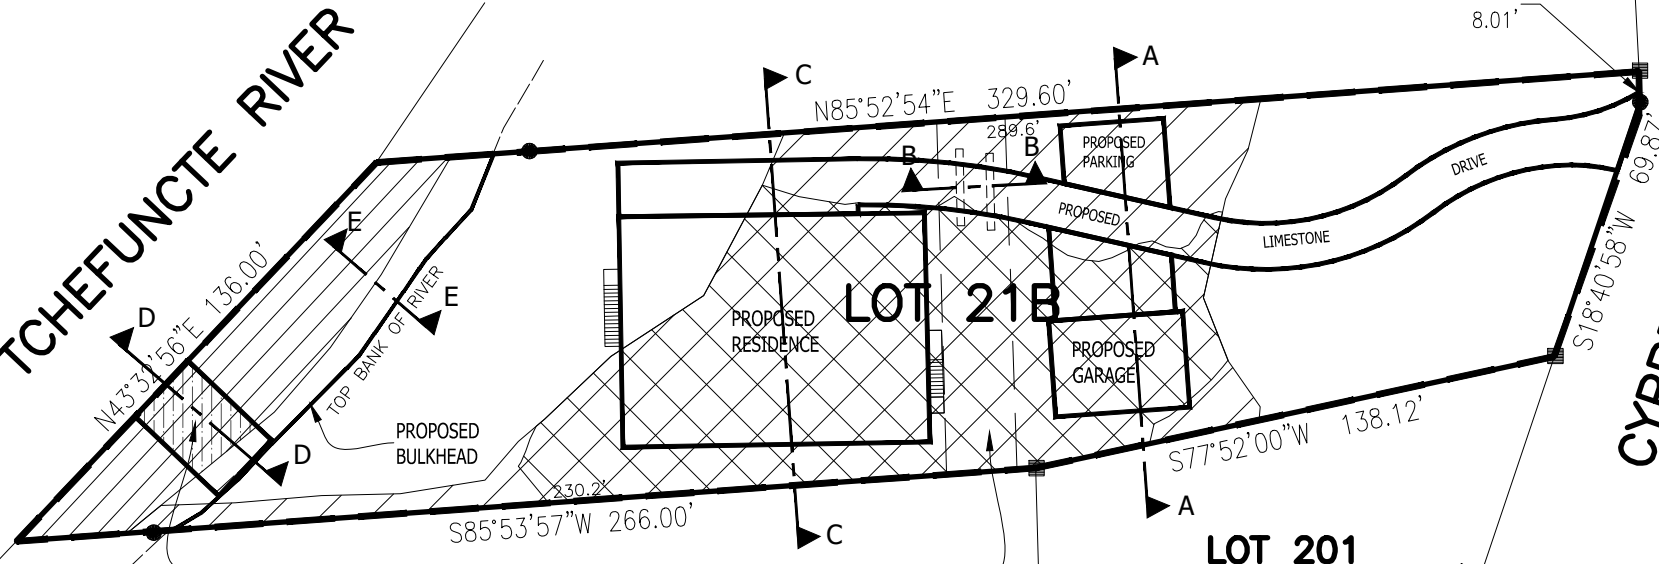 8.01'
TCHEFUNCTE RIVER
C
A
N85°52'54"E 329.60'
289.6'
B
B
PROPOSED
PARKING
DRIVE
69.87'
E
PROPOSED
LIMESTONE
N43°32'56"E 136.00'
D
E
TOP BANK OF RIVER
LOT 21B
PROPOSED
RESIDENCE
PROPOSED
GARAGE
S18°40'58"W
PROPOSED
BULKHEAD
D
S77°52'00"W 138.12'
230.2'
S85°53'57"W 266.00'
C
A
LOT 201